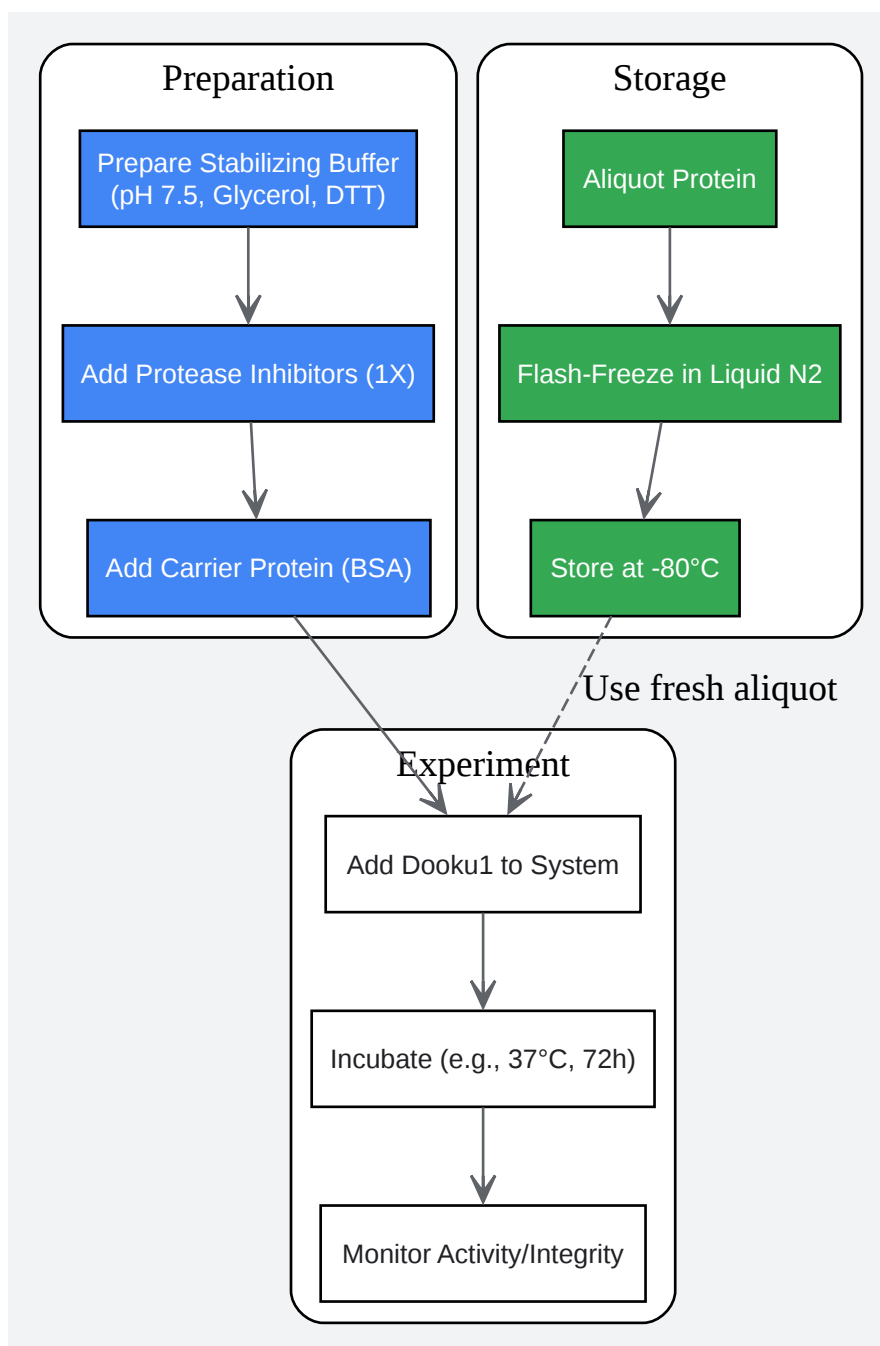 Preparation
Prepare Stabilizing Buffer
(pH 7.5, Glycerol, DTT)
Add Protease Inhibitors (1X)
Add Carrier Protein (BSA)
Storage
Aliquot Protein
Flash-Freeze in Liquid N2
Store at -80°C
Use fresh aliquot
Experiment
Add Dooku1 to System
Incubate (e.g., 37°C, 72h)
Monitor Activity/Integrity